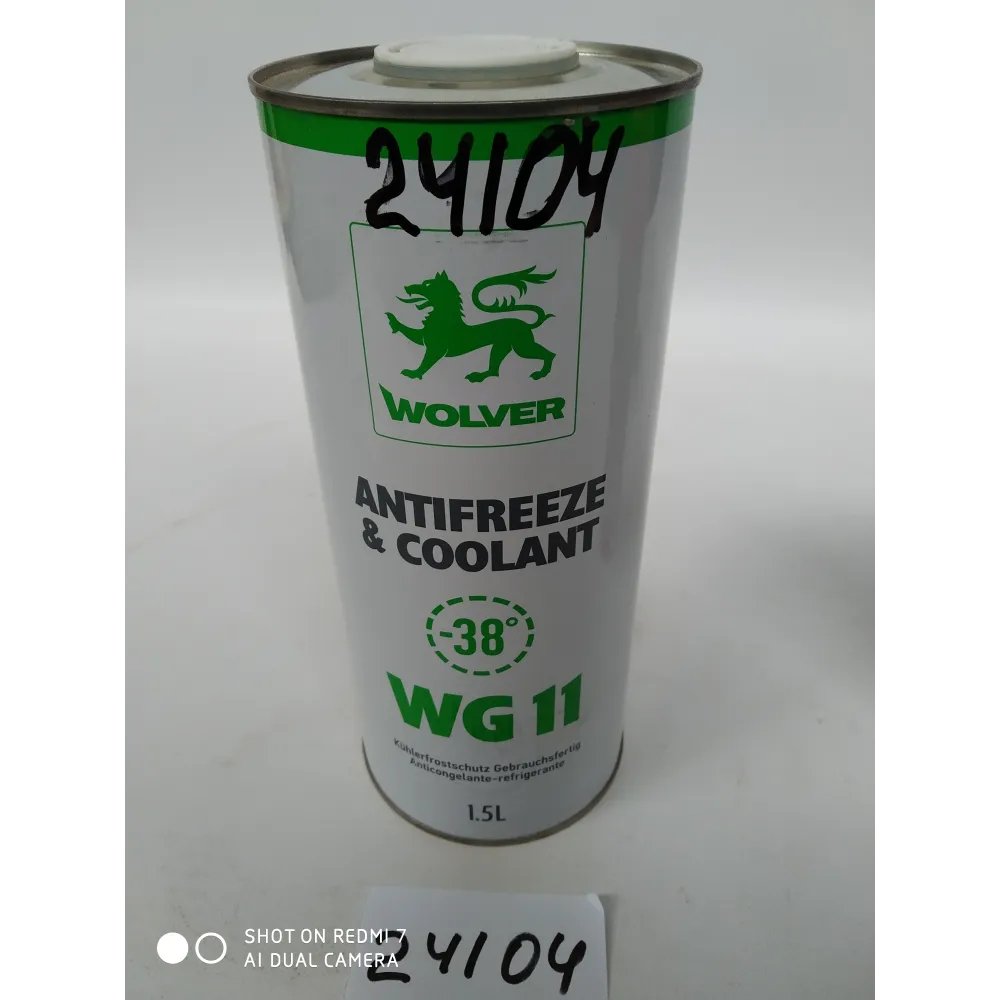 24104
WOLVER
ANTIFREEZE
& COOLANT
-38°
WG 11
Kühlerfrostschutz Gebrauchsfertig
Anticongelante-refrigerante
1.5L
SHOT ON REDMI 7
AI DUAL CAMERA
24104